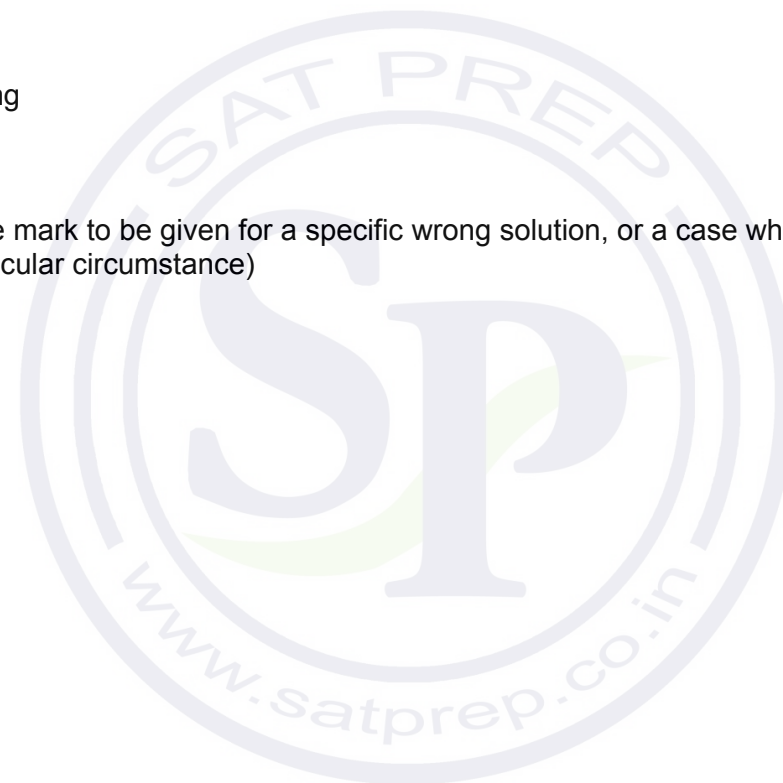 ng
e mark to be given for a specific wrong solution, or a case wh
cular circumstance)
SAT PREP
SP
www.satprep.co.in